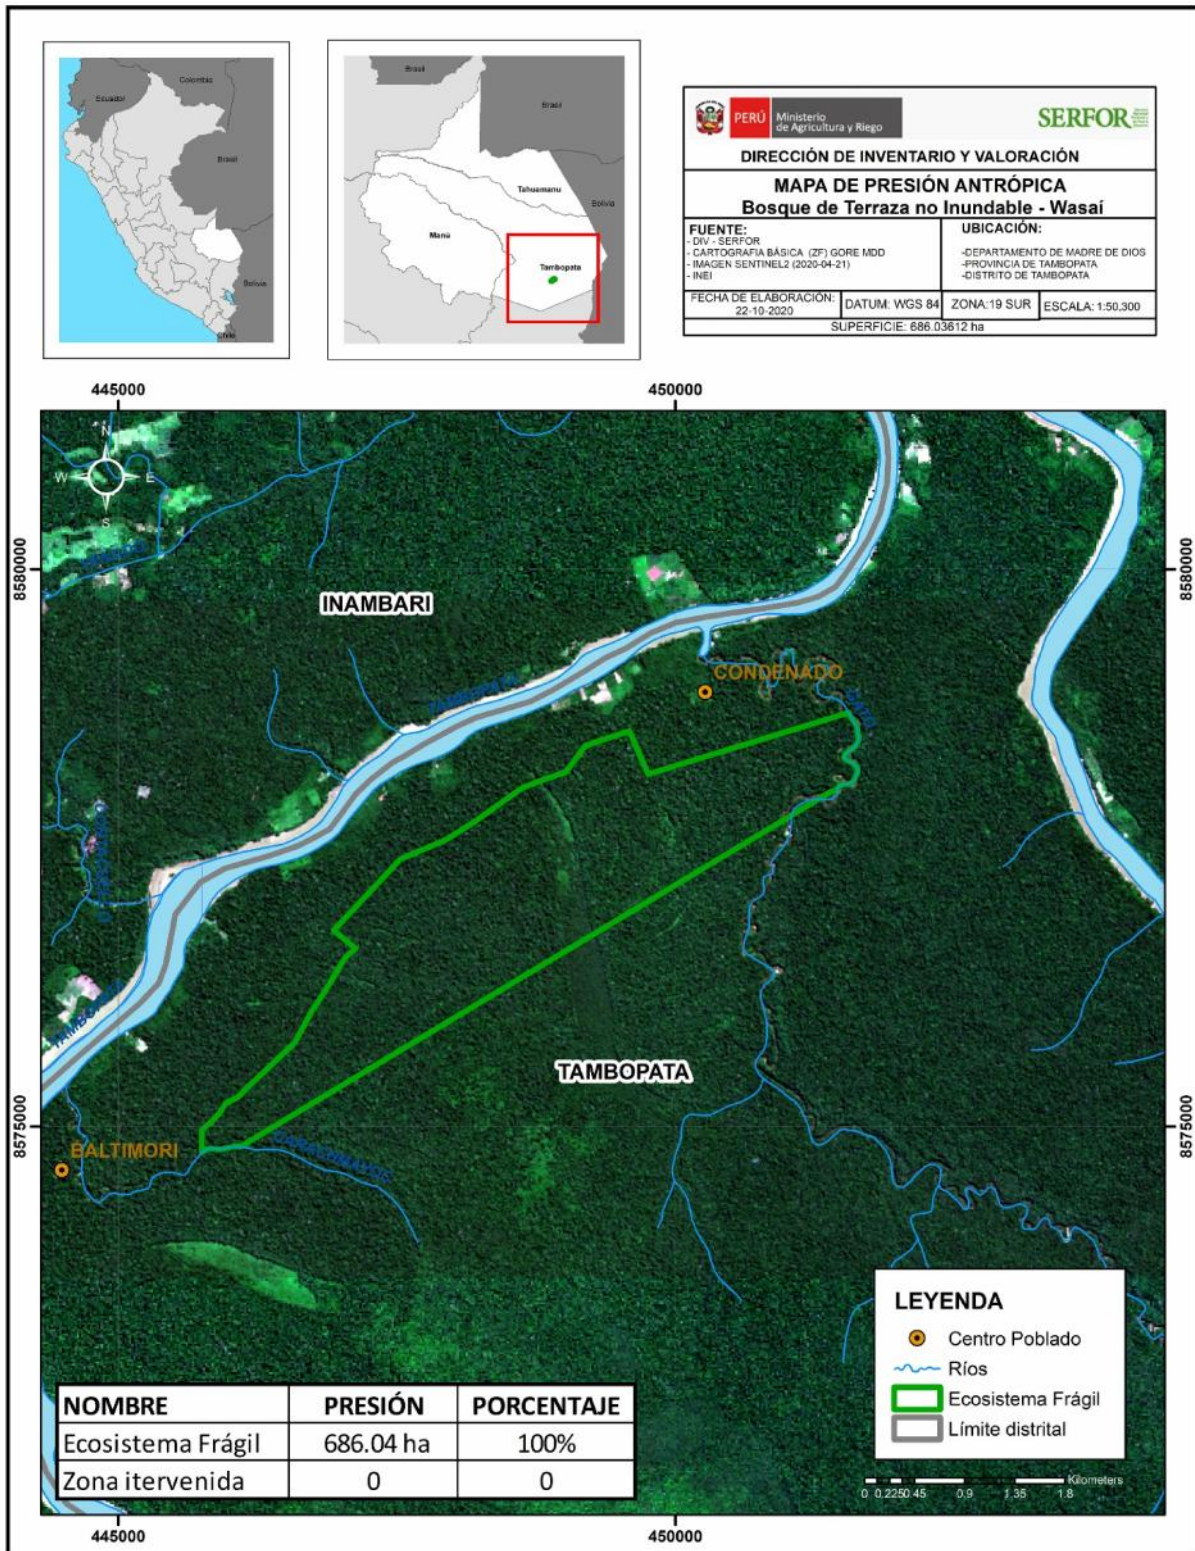 Ecuador
Colombia
Brasil
Bolivia
Chile
Brasil
Brasil
Bolivia
Tahuamanu
Manú
Tambopata
PERÚ
Ministerio
de Agricultura y Riego
SERFOR
DIRECCIÓN DE INVENTARIO Y VALORACIÓN
MAPA DE PRESIÓN ANTRÓPICA
Bosque de Terraza no Inundable - Wasaí
FUENTE:
- DIV - SERFOR
- CARTOGRAFIA BÁSICA (ZF) GORE MDD
- IMAGEN SENTINEL2 (2020-04-21)
- INEI
UBICACIÓN:
-DEPARTAMENTO DE MADRE DE DIOS
-PROVINCIA DE TAMBOPATA
-DISTRITO DE TAMBOPATA
FECHA DE ELABORACIÓN:
22-10-2020
DATUM: WGS 84
ZONA:19 SUR
ESCALA: 1:50,300
SUPERFICIE: 686.03612 ha
445000
450000
N
W
E
S
8580000
8580000
INAMBARI
CONDENADO
TAMBOPATA
TAMBOPATA
TAMBOPATA
8575000
8575000
BALTIMORI
LEYENDA
Centro Poblado
Ríos
Ecosistema Frágil
Límite distrital
NOMBRE PRESIÓN PORCENTAJE
Ecosistema Frágil 686.04 ha 100%
Zona itervenida 0 0
Kilometers
0 0.225 0.45 0.9 1.35 1.8
445000
450000